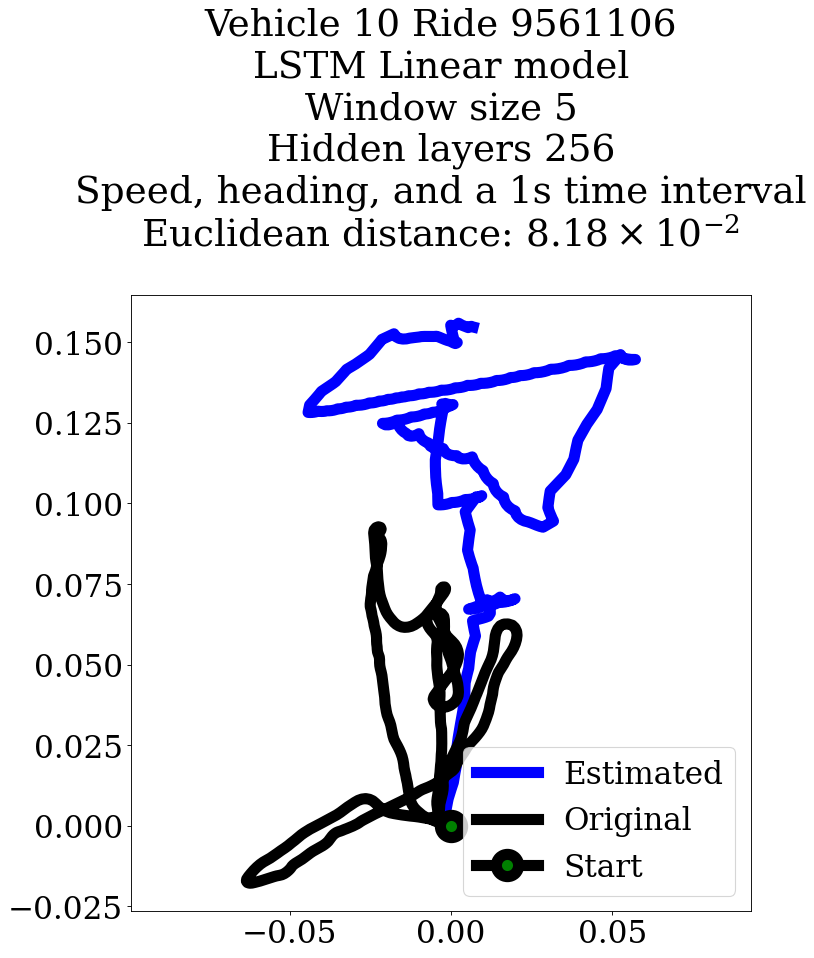 Vehicle 10 Ride 9561106
LSTM Linear model
Window size 5
Hidden layers 256
Speed, heading, and a 1s time interval
Euclidean distance: 8.18 × 10⁻²
0.150
0.125
0.100
0.075
0.050
0.025
0.000
−0.025
Estimated
Original
Start
−0.05
0.00
0.05